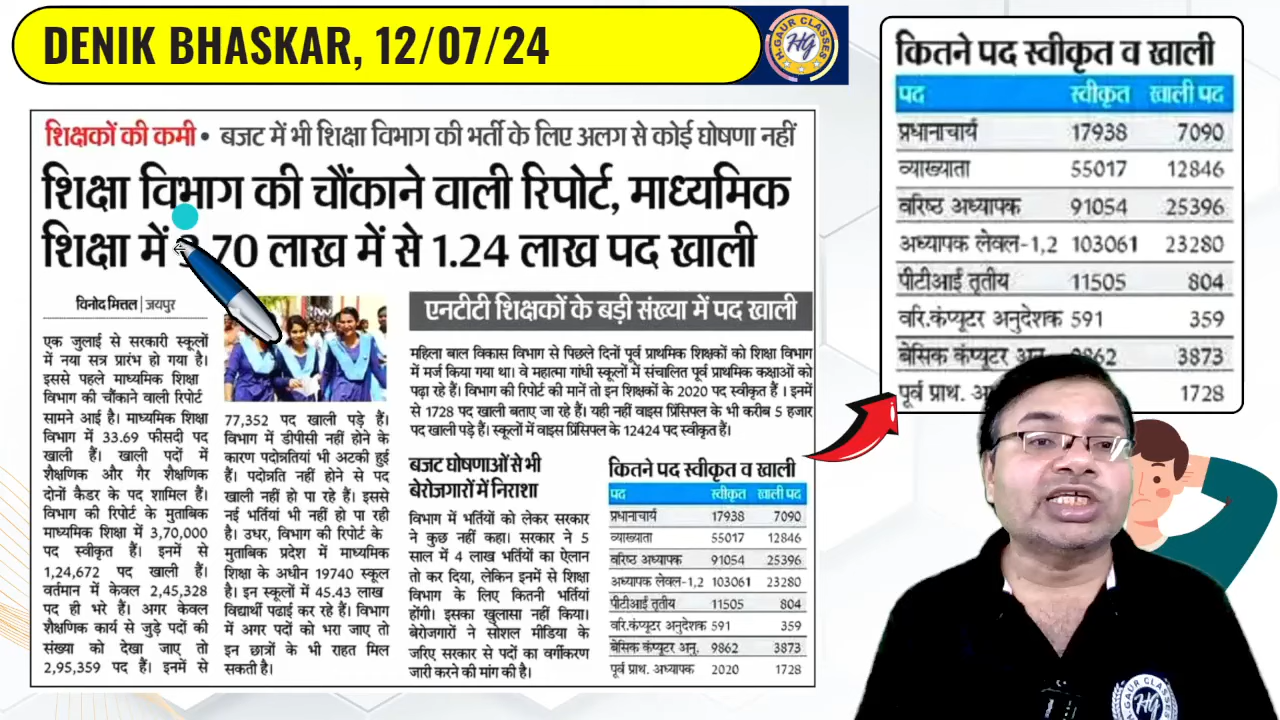 DENIK BHASKAR, 12/07/24
H. GAUR CLASSES
HG
शिक्षकों की कमी • बजट में भी शिक्षा विभाग की भर्ती के लिए अलग से कोई घोषणा नहीं
शिक्षा विभाग की चौंकाने वाली रिपोर्ट, माध्यमिक
शिक्षा में 3.70 लाख में से 1.24 लाख पद खाली
विनोद मित्तल | जयपुर
एक जुलाई से सरकारी स्कूलों
में नया सत्र प्रारंभ हो गया है।
इससे पहले माध्यमिक शिक्षा
विभाग की चौंकाने वाली रिपोर्ट
सामने आई है। माध्यमिक शिक्षा
विभाग में 33.69 फीसदी पद
खाली हैं। खाली पदों में
शैक्षणिक और गैर शैक्षणिक
दोनों कैडर के पद शामिल हैं।
विभाग की रिपोर्ट के मुताबिक
माध्यमिक शिक्षा में 3,70,000
पद स्वीकृत हैं। इनमें से
1,24,672 पद खाली हैं।
वर्तमान में केवल 2,45,328
पद ही भरे हैं। अगर केवल
शैक्षणिक कार्य से जुड़े पदों की
संख्या को देखा जाए तो
2,95,359 पद हैं। इनमें से
77,352 पद खाली पड़े हैं।
विभाग में डीपीसी नहीं होने के
कारण पदोन्नतियां भी अटकी हुई
हैं। पदोन्नति नहीं होने से पद
खाली नहीं हो पा रहे हैं। इससे
नई भर्तियां भी नहीं हो पा रही
है। उधर, विभाग की रिपोर्ट के
मुताबिक प्रदेश में माध्यमिक
शिक्षा के अधीन 19740 स्कूल
है। इन स्कूलों में 45.43 लाख
विद्यार्थी पढाई कर रहे हैं। विभाग
में अगर पदों को भरा जाए तो
इन छात्रों के भी राहत मिल
सकती है।
एनटीटी शिक्षकों के बड़ी संख्या में पद खाली
महिला बाल विकास विभाग से पिछले दिनों पूर्व प्राथमिक शिक्षकों को शिक्षा विभाग
में मर्ज किया गया था। वे महात्मा गांधी स्कूलों में संचालित पूर्व प्राथमिक कक्षाओं को
पढ़ा रहे हैं। विभाग की रिपोर्ट की मानें तो इन शिक्षकों के 2020 पद स्वीकृत हैं । इनमें
से 1728 पद खाली बताए जा रहे हैं। यही नहीं वाइस प्रिंसिपल के भी करीब 5 हजार
पद खाली पड़े हैं। स्कूलों में वाइस प्रिंसिपल के 12424 पद स्वीकृत हैं।
बजट घोषणाओं से भी
बेरोजगारों में निराशा
विभाग में भर्तियों को लेकर सरकार
ने कुछ नहीं कहा। सरकार ने 5
साल में 4 लाख भर्तियों का ऐलान
तो कर दिया, लेकिन इनमें से शिक्षा
विभाग के लिए कितनी भर्तियां
होंगी। इसका खुलासा नहीं किया।
बेरोजगारों ने सोशल मीडिया के
जरिए सरकार से पदों का वर्गीकरण
जारी करने की मांग की है।
कितने पद स्वीकृत व खाली
पद स्वीकृत खाली पद
प्रधानाचार्य 17938 7090
व्याख्याता 55017 12846
वरिष्ठ अध्यापक 91054 25396
अध्यापक लेवल-1,2 103061 23280
पीटीआई तृतीय 11505 804
वरि.कंप्यूटर अनुदेशक 591 359
बेसिक कंप्यूटर अनु. 9862 3873
पूर्व प्राथ. अध्यापक 2020 1728
कितने पद स्वीकृत व खाली
पद स्वीकृत खाली पद
प्रधानाचार्य 17938 7090
व्याख्याता 55017 12846
वरिष्ठ अध्यापक 91054 25396
अध्यापक लेवल-1,2 103061 23280
पीटीआई तृतीय 11505 804
वरि.कंप्यूटर अनुदेशक 591 359
बेसिक कंप्यूटर अनु. 9862 3873
पूर्व प्राथ. 1728
GAUR CLASSES
HG